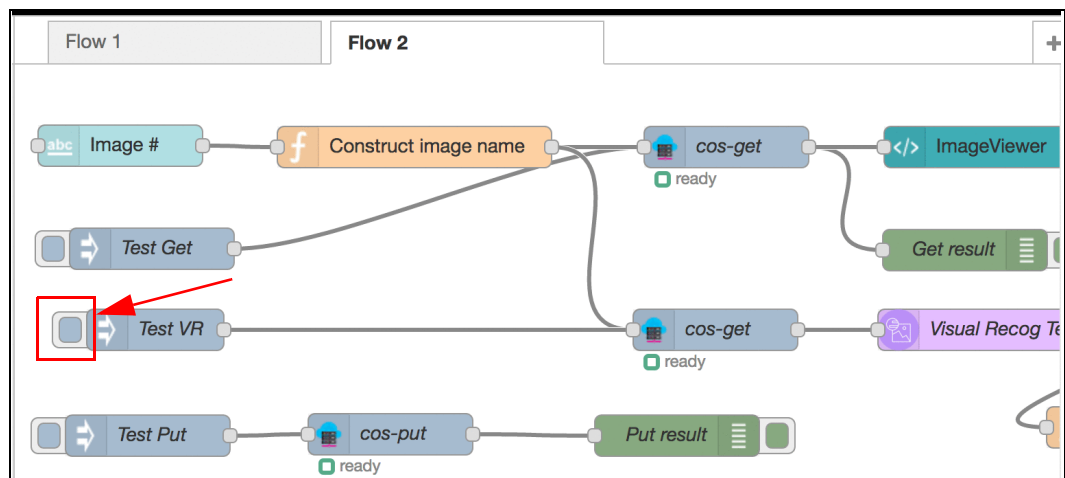 Flow 1
Flow 2
+
abc Image #
f Construct image name
cos-get
</> ImageViewer
ready
Test Get
Get result
Test VR
cos-get
Visual Recog Te
ready
Test Put
cos-put
Put result
ready